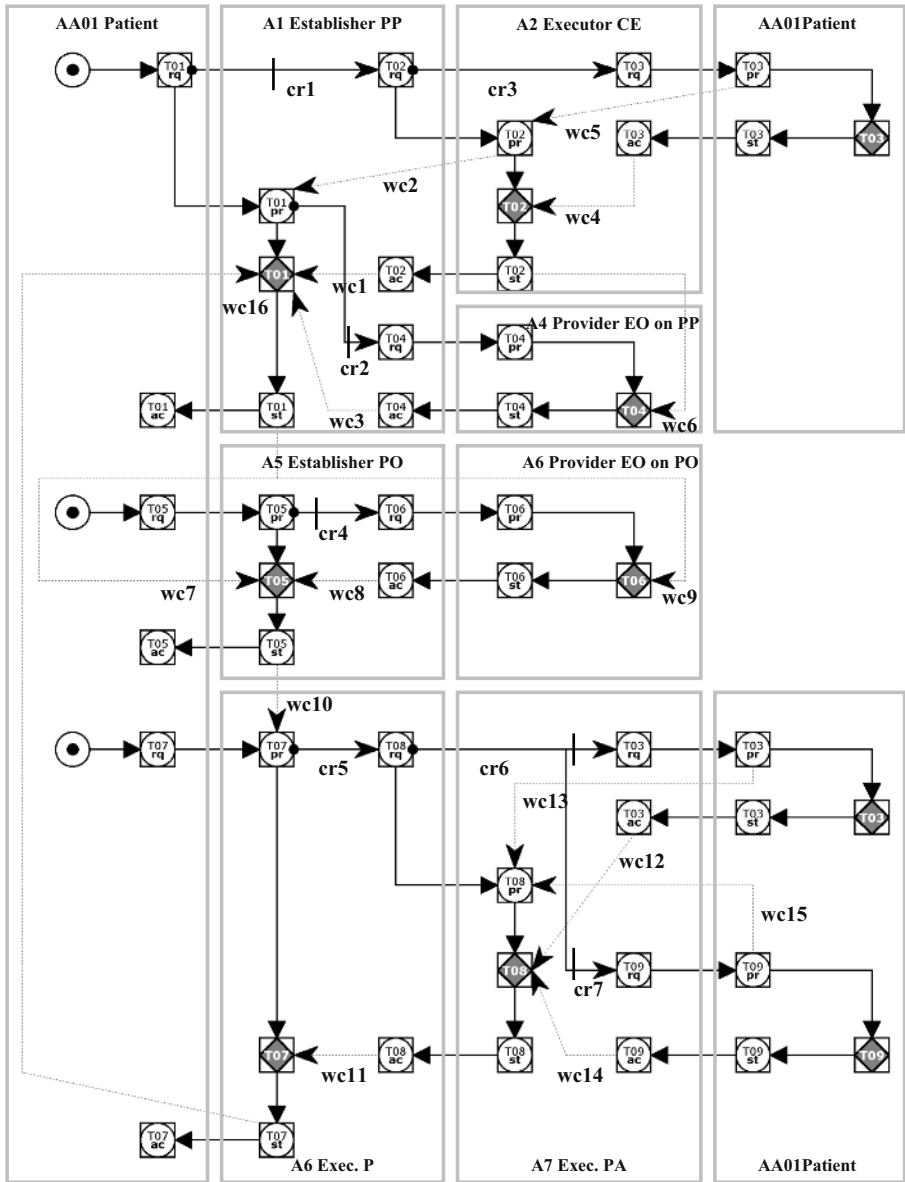 AA01 Patient
A1 Establisher PP
A2 Executor CE
AA01Patient
T01 rq
cr1
T02 rq
cr3
T03 rq
T03 pr
T02 pr
wc5
T03 ac
T03 st
T03
wc2
T01 pr
T02
wc4
T01
wc16
wc1
T02 ac
T02 st
A4 Provider EO on PP
cr2
T04 rq
T04 pr
T01 ac
T01 st
wc3
T04 ac
T04 st
T04
wc6
A5 Establisher PO
A6 Provider EO on PO
T05 rq
T05 pr
cr4
T06 rq
T06 pr
wc7
T05
wc8
T06 ac
T06 st
T06
wc9
T05 ac
T05 st
wc10
T07 rq
T07 pr
cr5
T08 rq
cr6
T03 rq
T03 pr
wc13
T03 ac
T03 st
T03
wc12
T08 pr
wc15
T08
cr7
T09 rq
T09 pr
T07
wc11
T08 ac
T08 st
wc14
T09 ac
T09 st
T09
T07 ac
T07 st
A6 Exec. P
A7 Exec. PA
AA01Patient